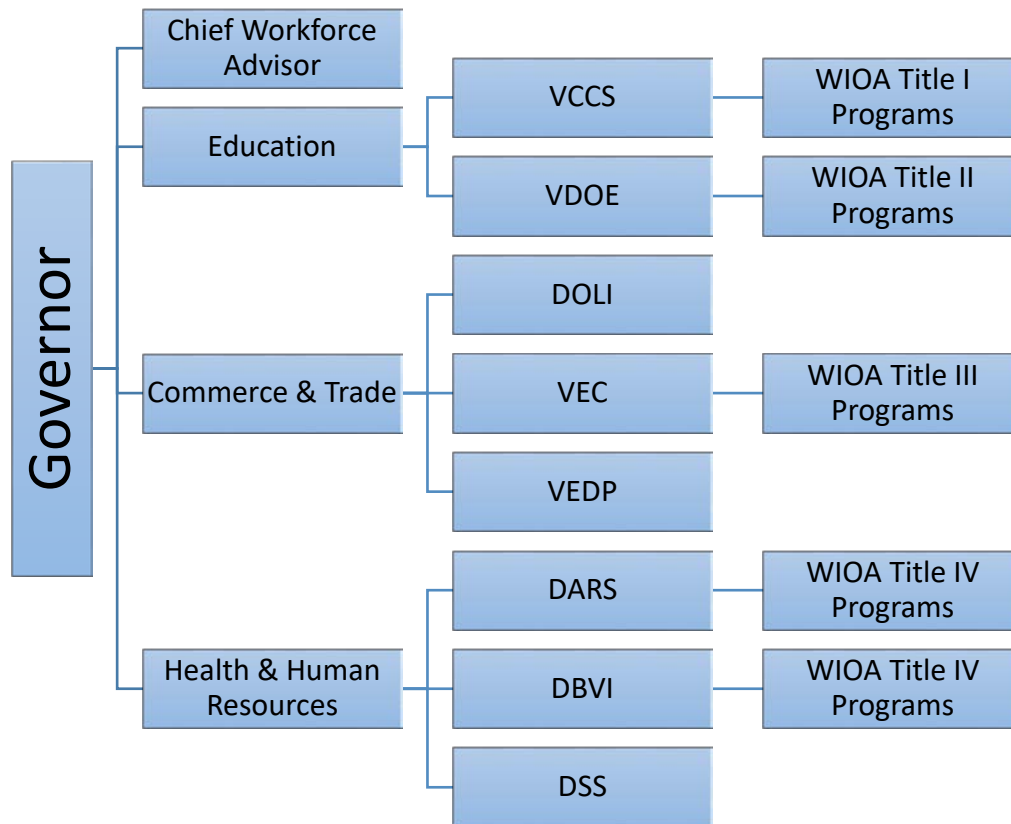 Governor
Chief Workforce
Advisor
Education
VCCS
WIOA Title I
Programs
VDOE
WIOA Title II
Programs
Commerce & Trade
DOLI
VEC
WIOA Title III
Programs
VEDP
Health & Human
Resources
DARS
WIOA Title IV
Programs
DBVI
WIOA Title IV
Programs
DSS